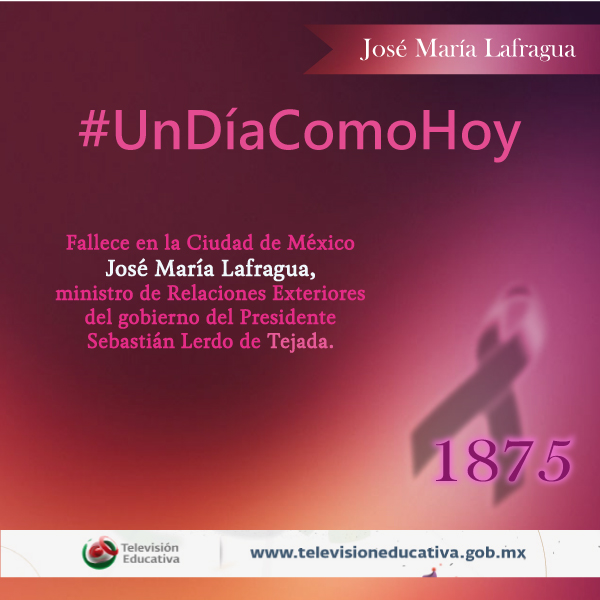 José María Lafragua
#UnDíaComoHoy
Fallece en la Ciudad de México
José María Lafragua,
ministro de Relaciones Exteriores
del gobierno del Presidente
Sebastián Lerdo de Tejada.
1875
Televisión
Educativa
www.televisioneducativa.gob.mx